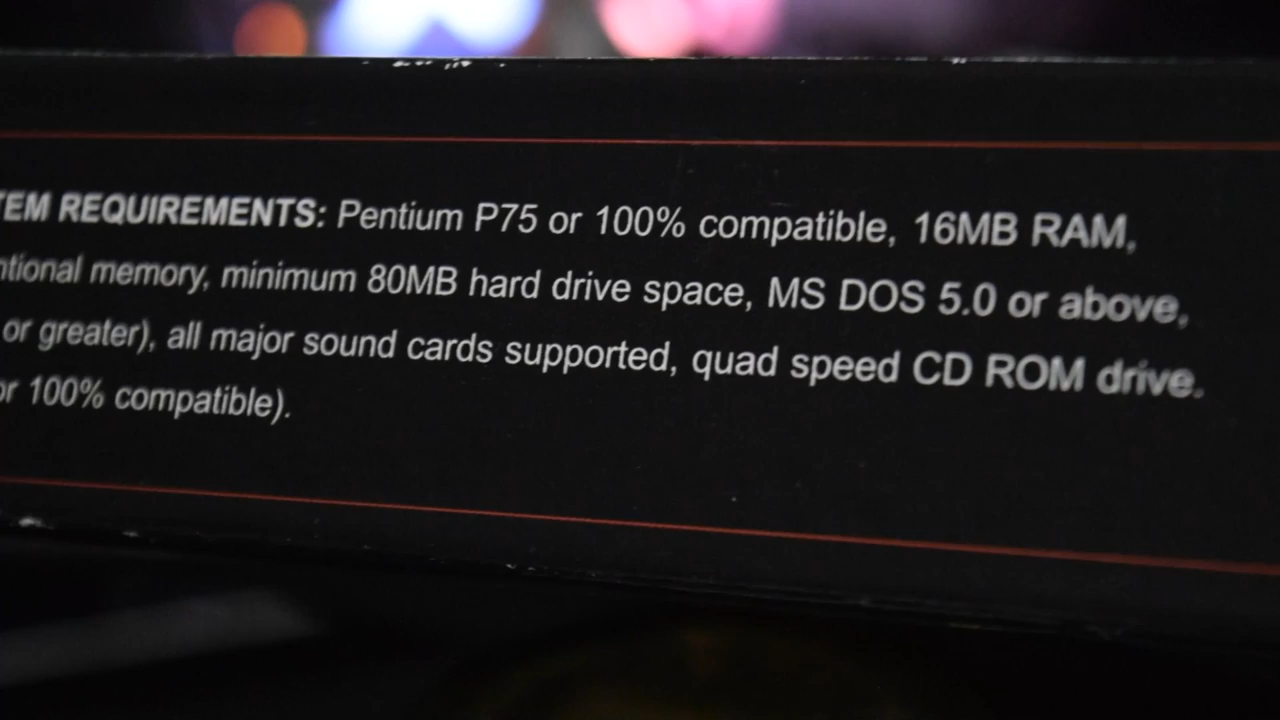 TEM REQUIREMENTS: Pentium P75 or 100% compatible, 16MB RAM,
ntional memory, minimum 80MB hard drive space, MS DOS 5.0 or above,
or greater), all major sound cards supported, quad speed CD ROM drive.
or 100% compatible).